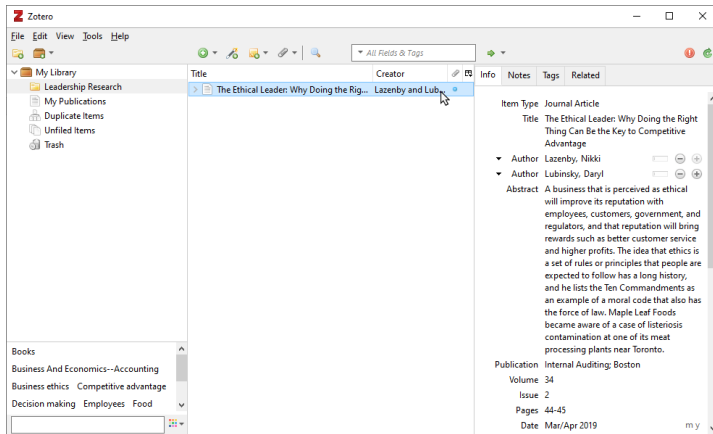 Zotero
File Edit View Tools Help
All Fields & Tags
My Library
Leadership Research
My Publications
Duplicate Items
Unfiled Items
Trash
Books
Business And Economics--Accounting
Business ethics Competitive advantage
Decision making Employees Food
Title Creator
The Ethical Leader: Why Doing the Rig... Lazenby and Lub...
Info Notes Tags Related
Item Type Journal Article
Title The Ethical Leader: Why Doing the Right
Thing Can Be the Key to Competitive
Advantage
Author Lazenby, Nikki
Author Lubinsky, Daryl
Abstract A business that is perceived as ethical
will improve its reputation with
employees, customers, government, and
regulators, and that reputation will bring
rewards such as better customer service
and higher profits. The idea that ethics is
a set of rules or principles that people are
expected to follow has a long history,
and he lists the Ten Commandments as
an example of a moral code that also has
the force of law. Maple Leaf Foods
became aware of a case of listeriosis
contamination at one of its meat
processing plants near Toronto.
Publication Internal Auditing; Boston
Volume 34
Issue 2
Pages 44-45
Date Mar/Apr 2019 m y